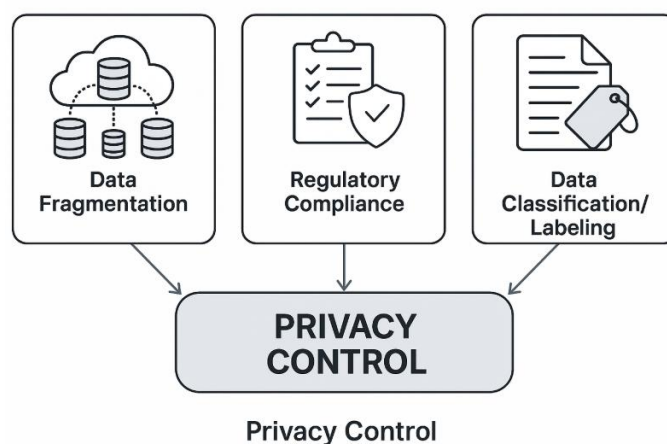 Data
Fragmentation
Regulatory
Compliance
Data
Classification/
Labeling
PRIVACY
CONTROL
Privacy Control